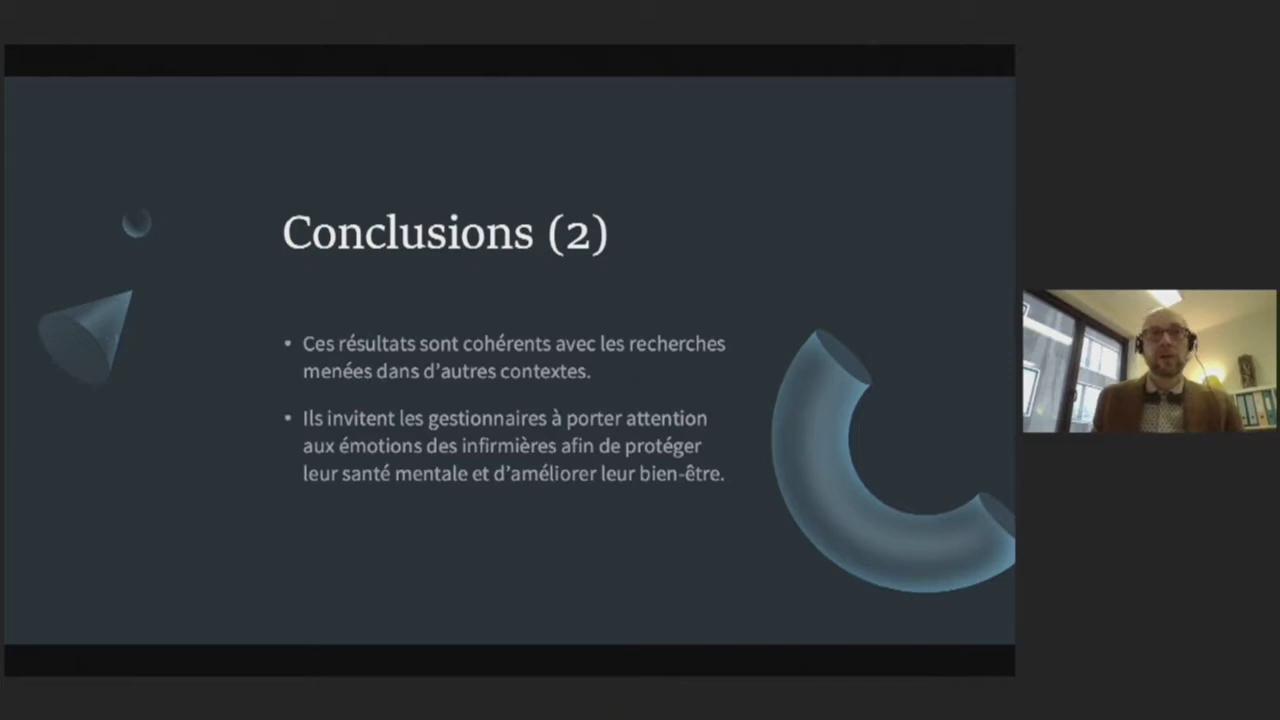 Conclusions (2)
• Ces résultats sont cohérents avec les recherches
menées dans d'autres contextes.
• Ils invitent les gestionnaires à porter attention
aux émotions des infirmières afin de protéger
leur santé mentale et d'améliorer leur bien-être.